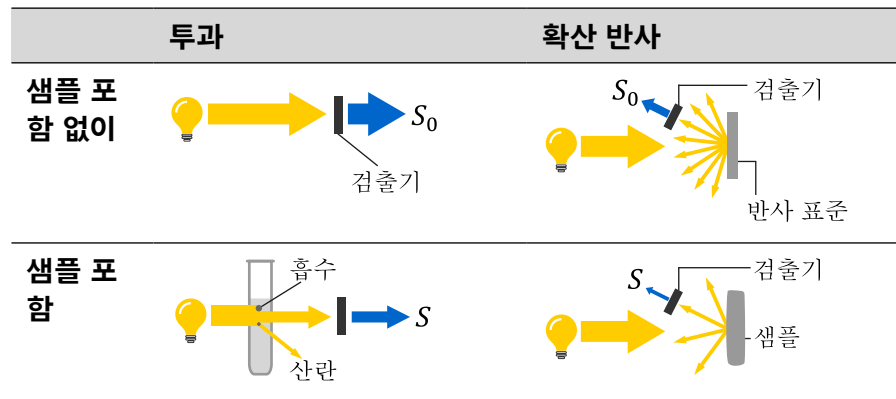 투과
확산 반사
샘플 포
함 없이
S₀
검출기
S₀
검출기
반사 표준
샘플 포
함
흡수
S
산란
S
검출기
샘플